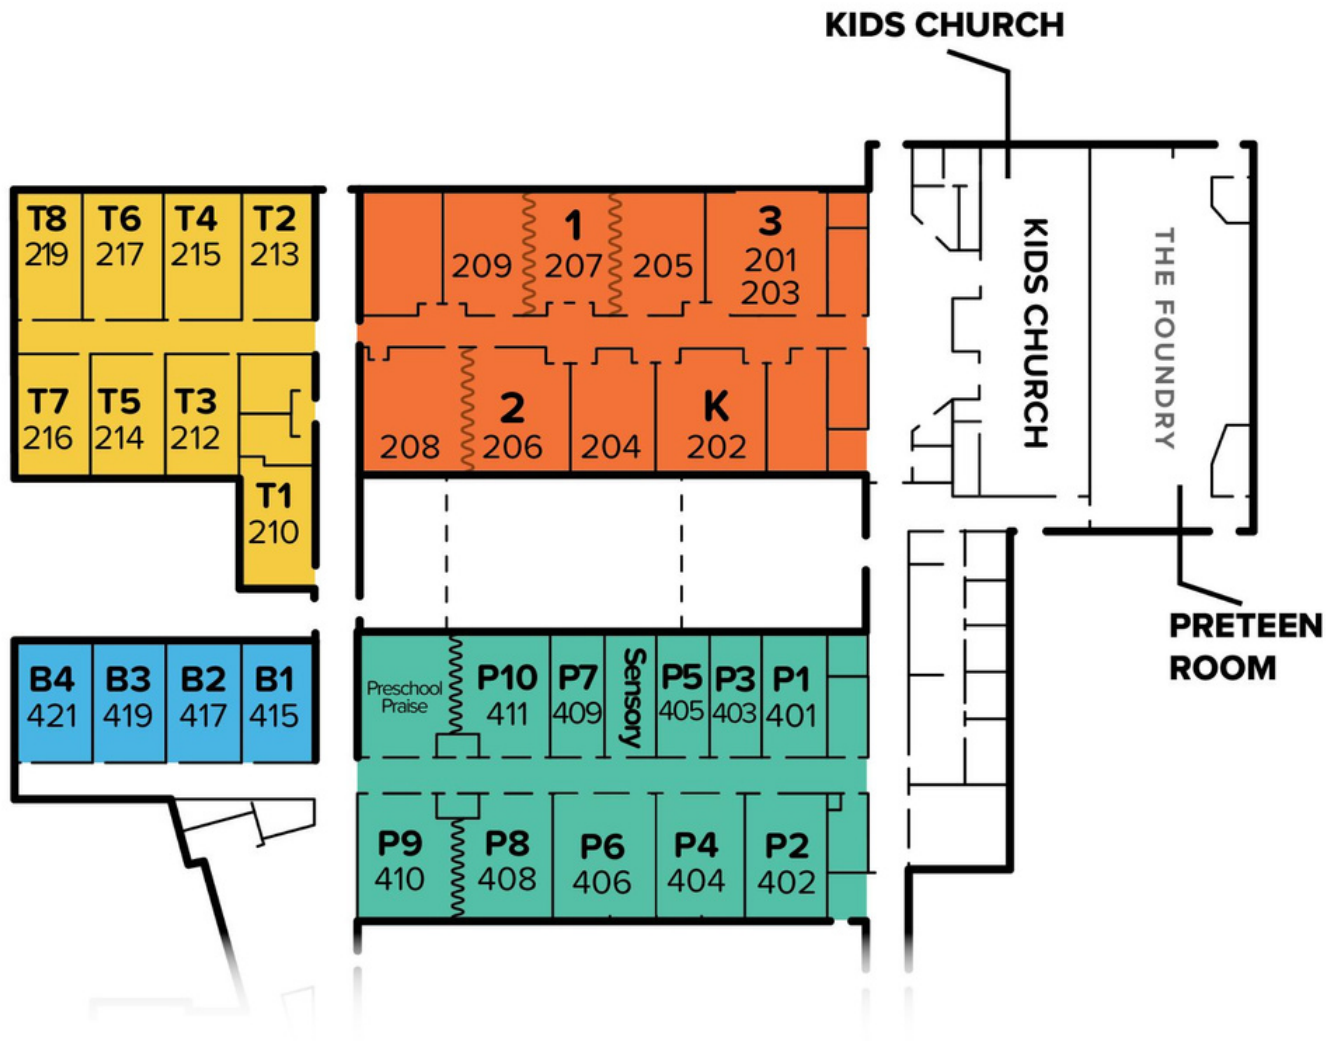 KIDS CHURCH
T8
219
T6
217
T4
215
T2
213
T7
216
T5
214
T3
212
T1
210
209
1
207
205
3
201
203
208
2
206
204
K
202
KIDS CHURCH
THE FOUNDRY
PRETEEN
ROOM
B4
421
B3
419
B2
417
B1
415
Preschool
Praise
P10
411
P7
409
Sensory
P5
405
P3
403
P1
401
P9
410
P8
408
P6
406
P4
404
P2
402